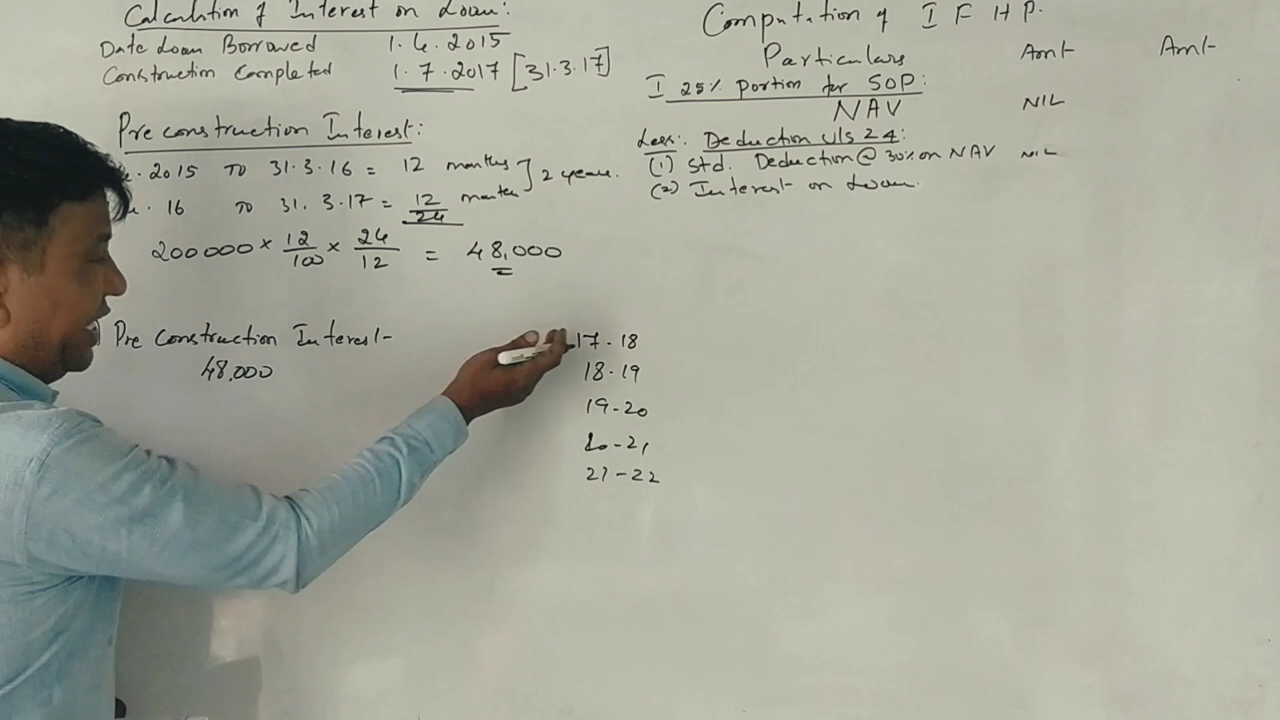 Calculation of Interest on Loan:
Date Loan Borrowed 1.4.2015
Construction Completed 1.7.2017 [31.3.17]
Pre construction Interest:
.2015 TO 31.3.16 = 12 months ] 2 years.
. 16 TO 31.3.17 = 12 months
24
200000 × 12/100 × 24/12 = 48,000
Pre Construction Interest
48,000
17-18
18-19
19-20
20-21
21-22
Computation of I F H P.
Particulars Amt Amt
I 25% portion for SOP:
NAV NIL
Less: Deduction u/s 24:
(1) Std. Deduction @ 30% on NAV NIL
(2) Interest on Loan.